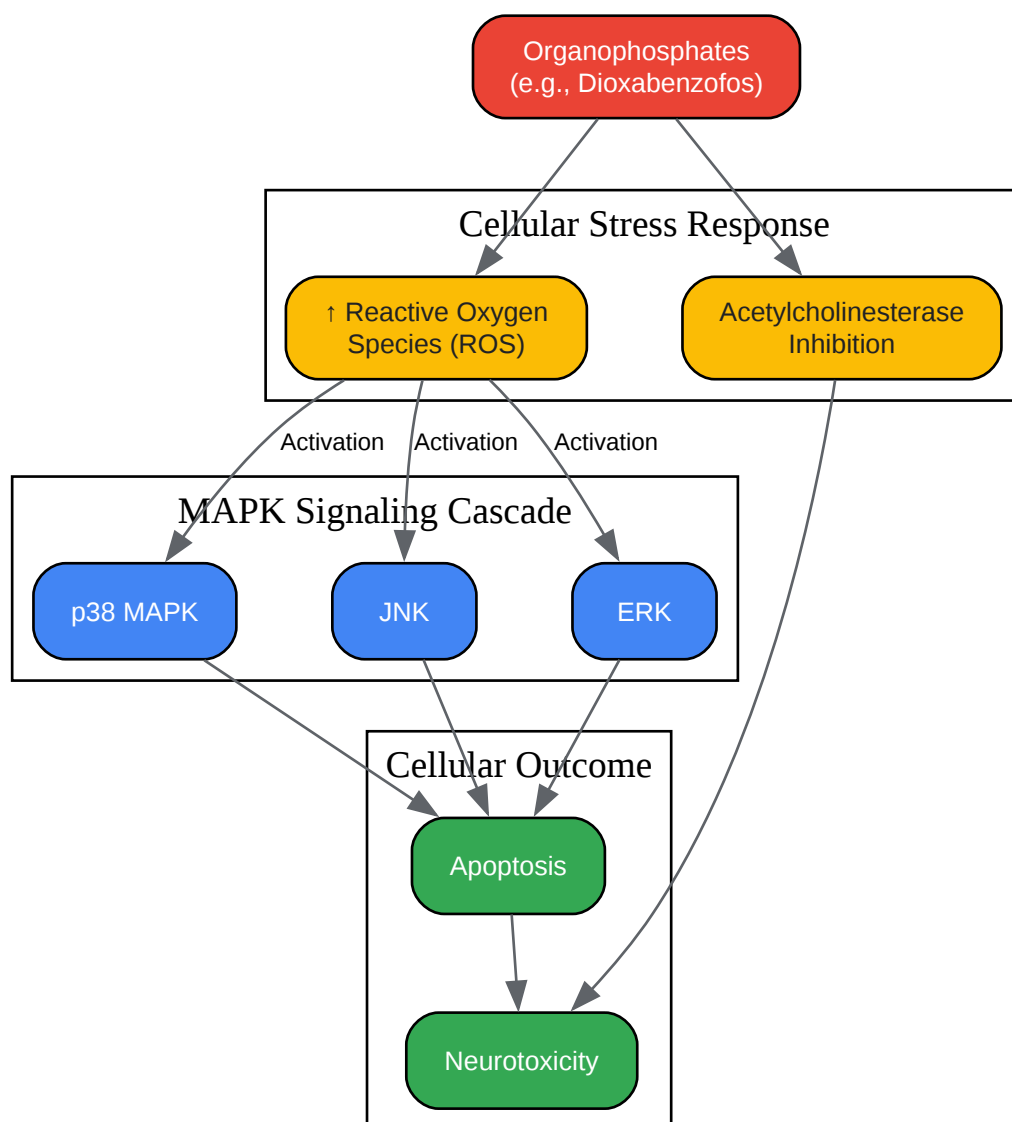 Organophosphates
(e.g., Dioxabenzofos)
Cellular Stress Response
↑ Reactive Oxygen
Species (ROS)
Acetylcholinesterase
Inhibition
Activation
Activation
Activation
MAPK Signaling Cascade
p38 MAPK
JNK
ERK
Cellular Outcome
Apoptosis
Neurotoxicity